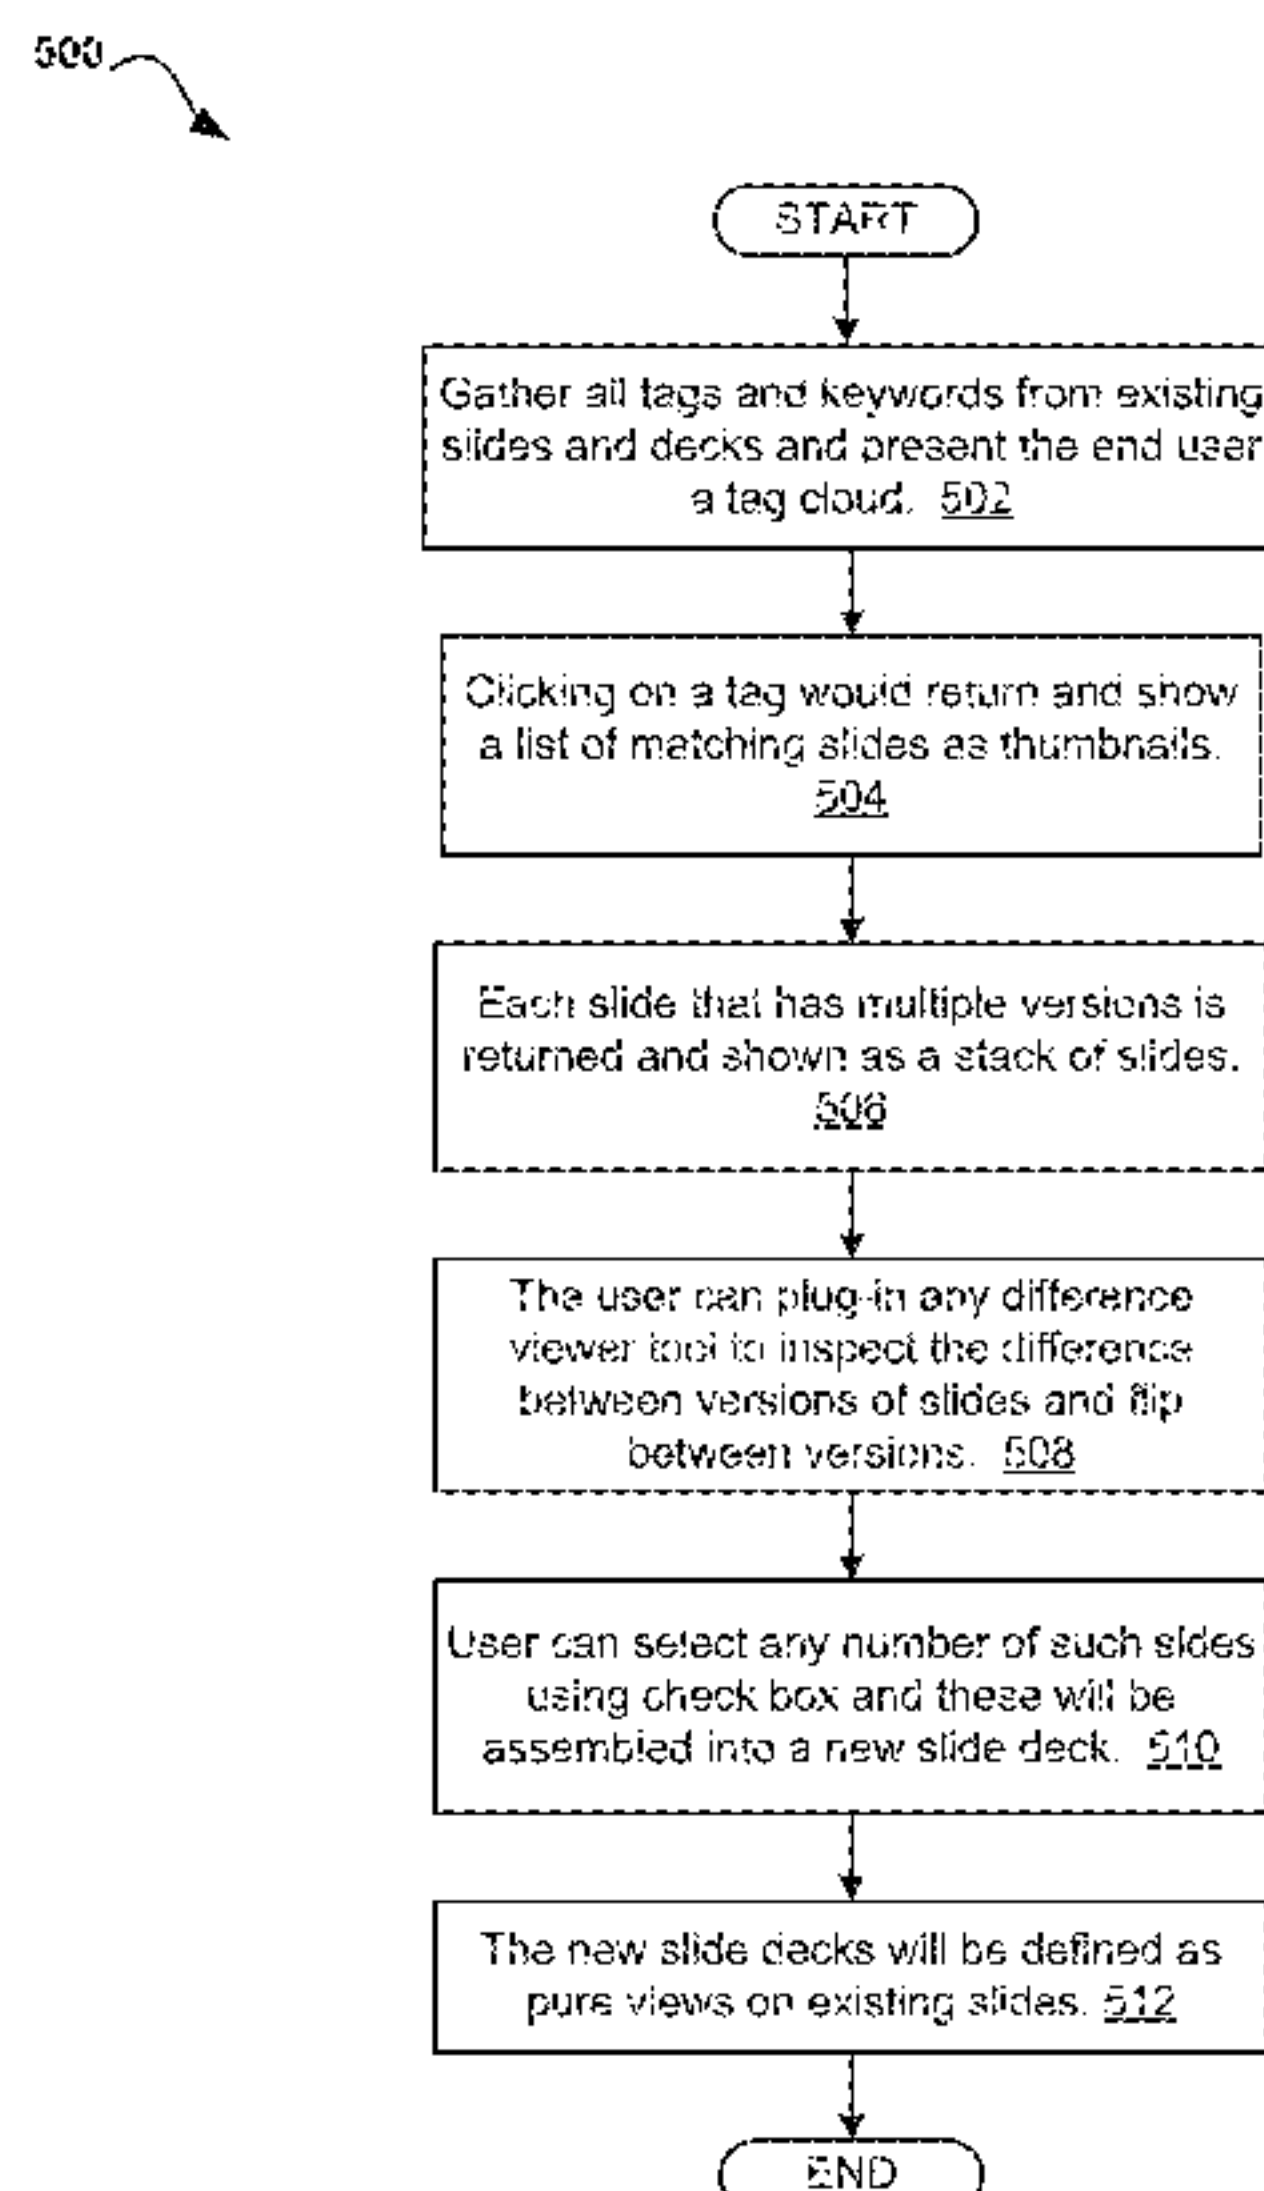 500
START
Gather all tags and keywords from existing
slides and decks and present the end user
a tag cloud. 502
Clicking on a tag would return and show
a list of matching slides as thumbnails.
504
Each slide that has multiple versions is
returned and shown as a stack of slides.
506
The user can plug-in any difference
viewer tool to inspect the difference
between versions of slides and flip
between versions. 508
User can select any number of such sides
using check box and these will be
assembled into a new slide deck. 510
The new slide decks will be defined as
pure views on existing slides. 512
END